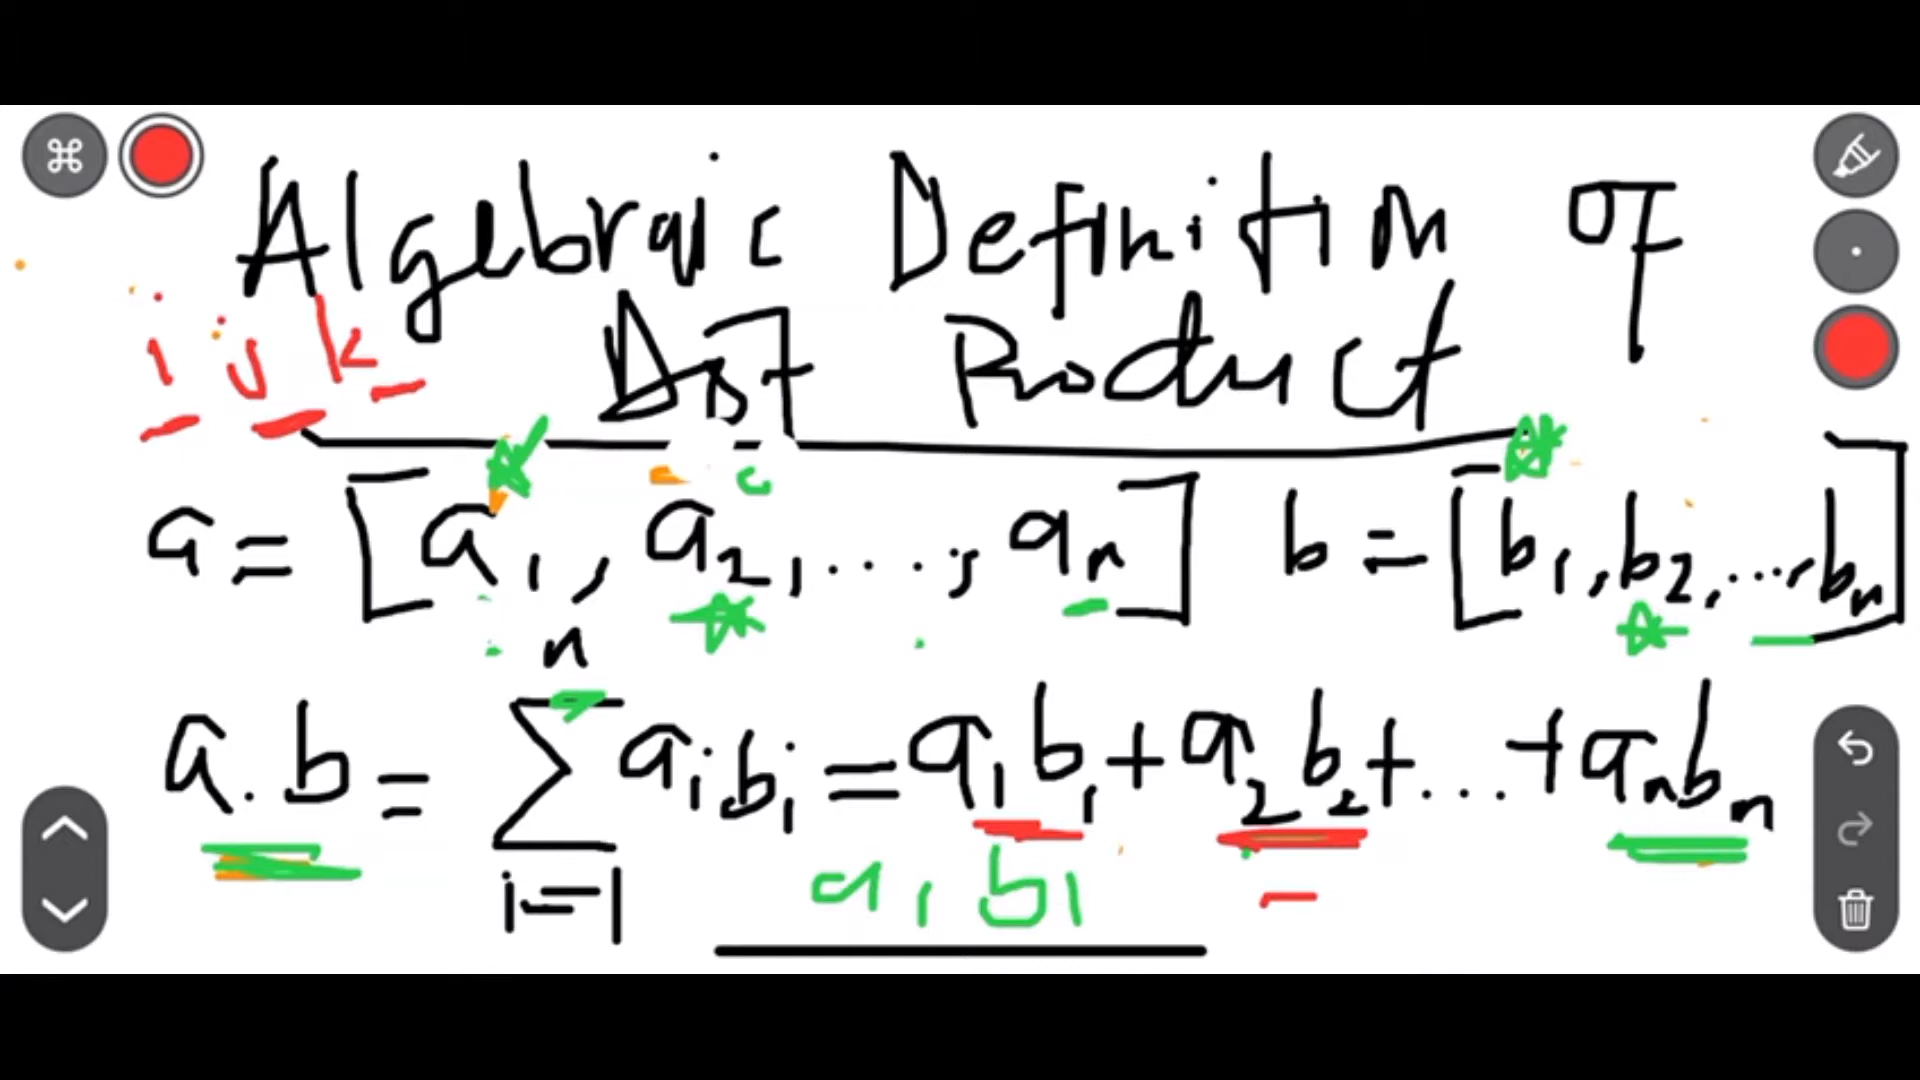 Algebraic Definition of
i j k
Dot Product
a = [a1, a2, ...., an] b = [b1, b2, ..., bn]
n
a.b = ∑ aibi = a1b1 + a2b2 + ... + anbn
i=1
a1 b1